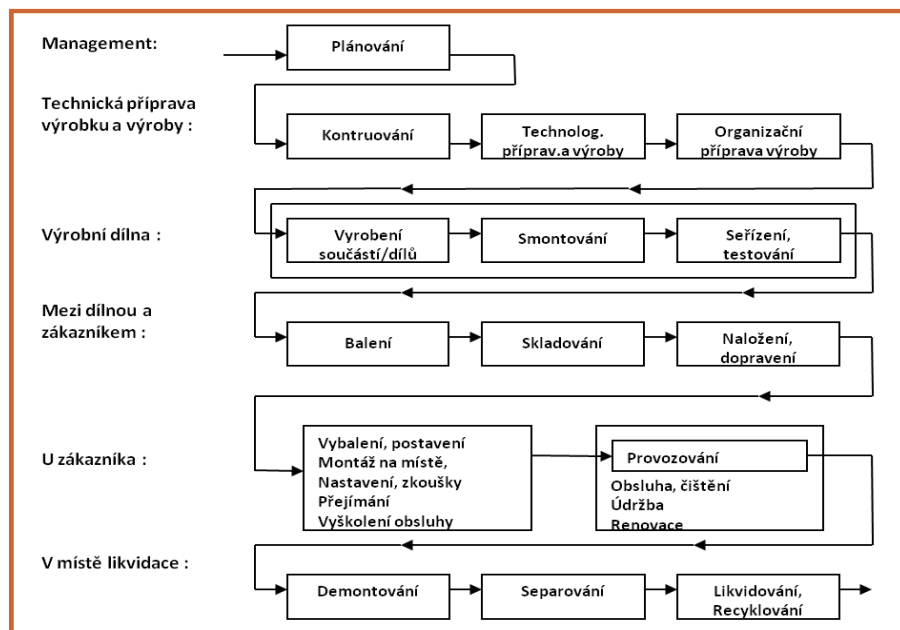 Management:
Plánování
Technická příprava
výrobku a výroby :
Kontruování
Technolog.
příprav.a výroby
Organizační
příprava výroby
Výrobní dílna :
Vyrobení
součástí/dílů
Smontování
Seřízení,
testování
Mezi dílnou a
zákazníkem :
Balení
Skladování
Naložení,
dopravení
U zákazníka :
Vybalení, postavení
Montáž na místě,
Nastavení, zkoušky
Přejímání
Vyškolení obsluhy
Provozování
Obsluha, čištění
Údržba
Renovace
V místě likvidace :
Demontování
Separování
Likvidování,
Recyklování